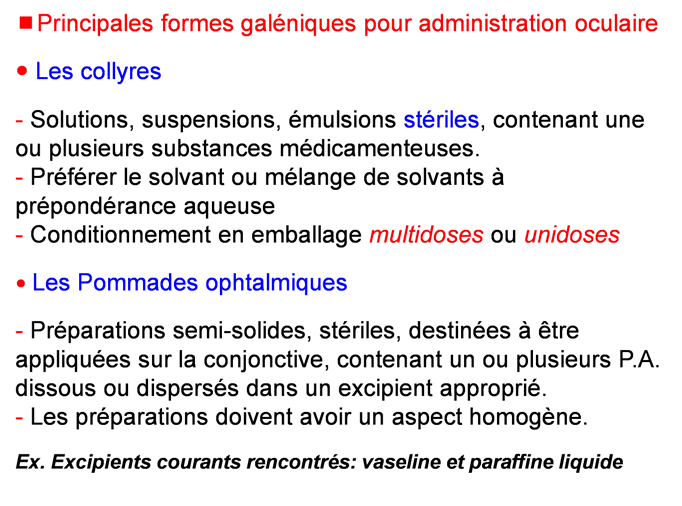 ■Principales formes galéniques pour administration oculaire
• Les collyres
- Solutions, suspensions, émulsions stériles, contenant une
ou plusieurs substances médicamenteuses.
- Préférer le solvant ou mélange de solvants à
prépondérance aqueuse
- Conditionnement en emballage multidoses ou unidoses
• Les Pommades ophtalmiques
- Préparations semi-solides, stériles, destinées à être
appliquées sur la conjonctive, contenant un ou plusieurs P.A.
dissous ou dispersés dans un excipient approprié.
- Les préparations doivent avoir un aspect homogène.
Ex. Excipients courants rencontrés: vaseline et paraffine liquide